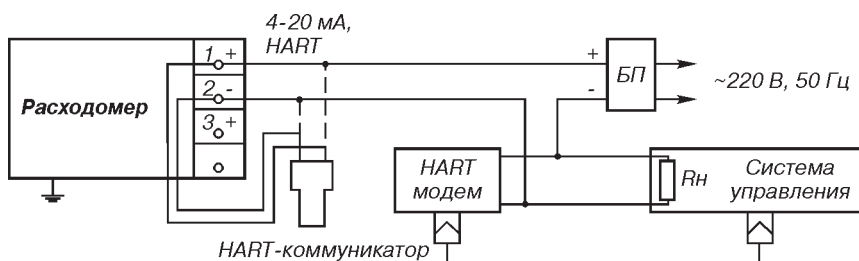 4-20 мА,
HART
1 +
2 -
3 +
Расходомер
+
-
БП
~220 В, 50 Гц
HART
модем
Rн
Система
управления
HART-коммуникатор